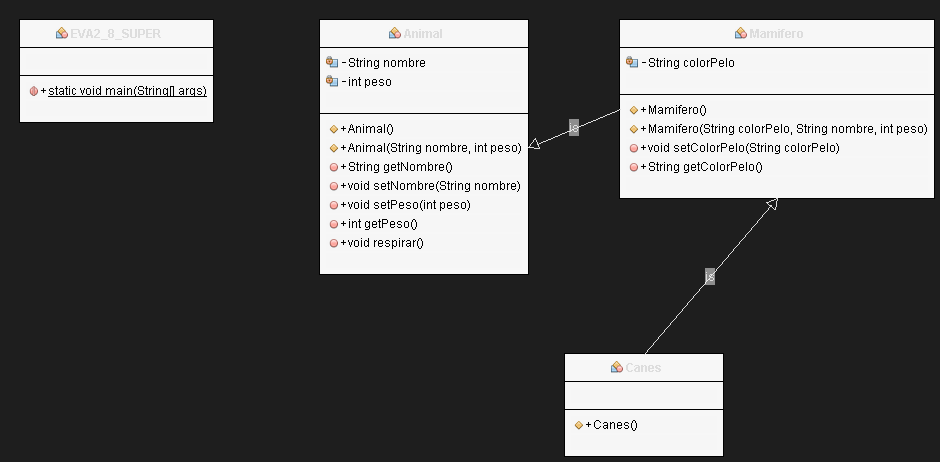 EVA2_8_SUPER
+static void main(String[] args)
Animal
-String nombre
-int peso
+Animal()
+Animal(String nombre, int peso)
+String getNombre()
+void setNombre(String nombre)
+void setPeso(int peso)
+int getPeso()
+void respirar()
is
Mamifero
-String colorPelo
+Mamifero()
+Mamifero(String colorPelo, String nombre, int peso)
+void setColorPelo(String colorPelo)
+String getColorPelo()
is
Canes
+Canes()